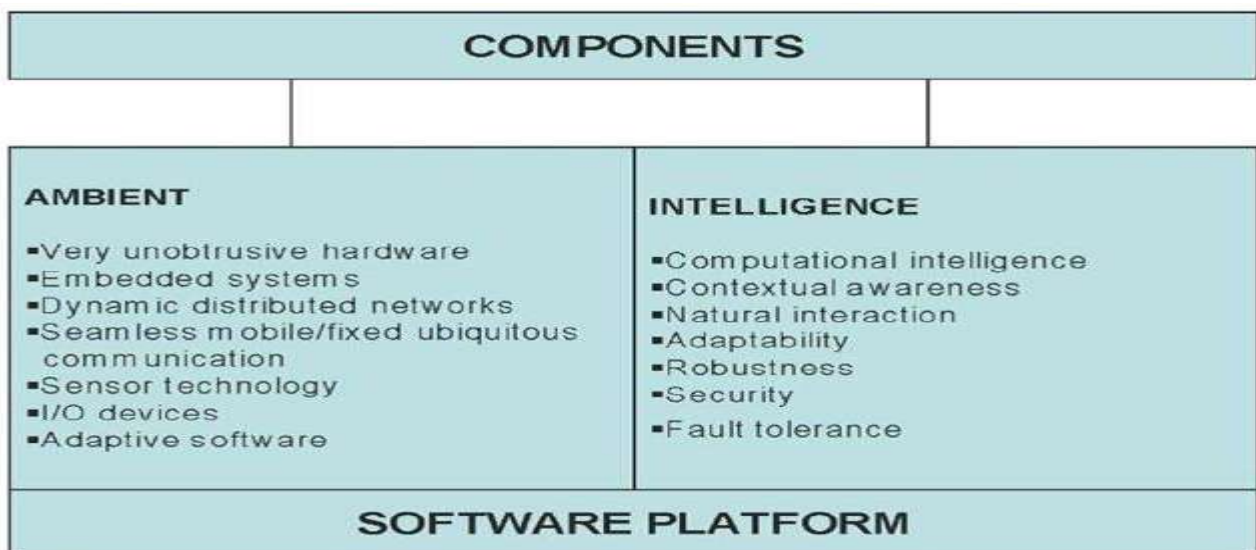 COMPONENTS
AMBIENT
▪Very unobtrusive hardware
▪Embedded systems
▪Dynamic distributed networks
▪Seamless mobile/fixed ubiquitous
communication
▪Sensor technology
▪I/O devices
▪Adaptive software
INTELLIGENCE
▪Computational intelligence
▪Contextual awareness
▪Natural interaction
▪Adaptability
▪Robustness
▪Security
▪Fault tolerance
SOFTWARE PLATFORM